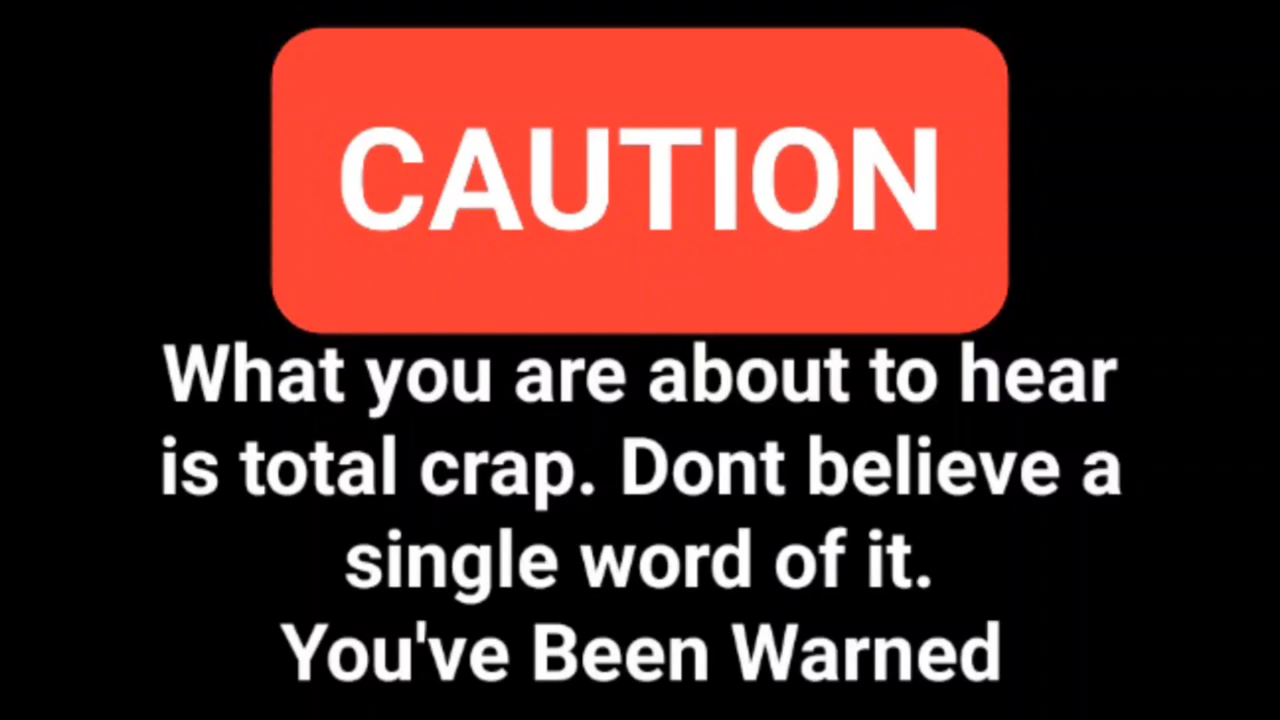 CAUTION
What you are about to hear
is total crap. Dont believe a
single word of it.
You've Been Warned